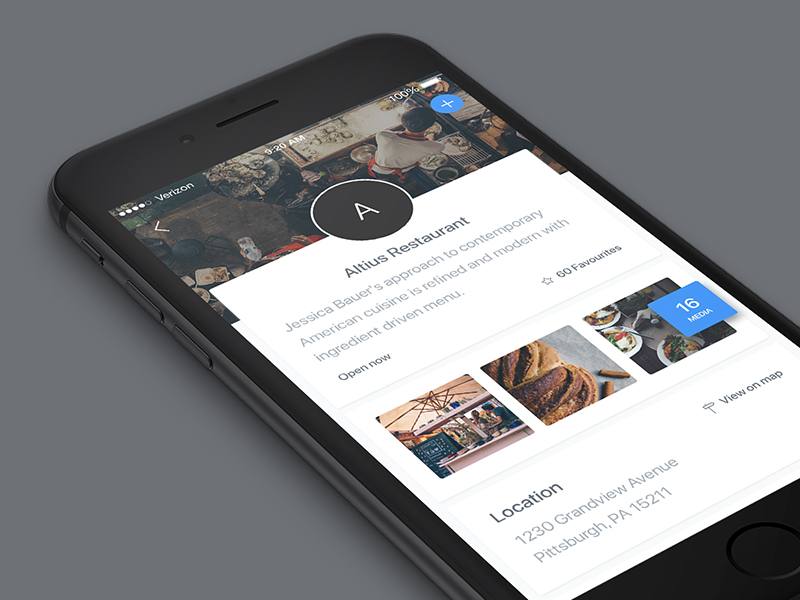 Verizon
9:20 AM
100%
A
Altius Restaurant
Jessica Bauer's approach to contemporary
American cuisine is refined and modern with
ingredient driven menu.
Open now
60 Favourites
16
MEDIA
View on map
Location
1230 Grandview Avenue
Pittsburgh, PA 15211